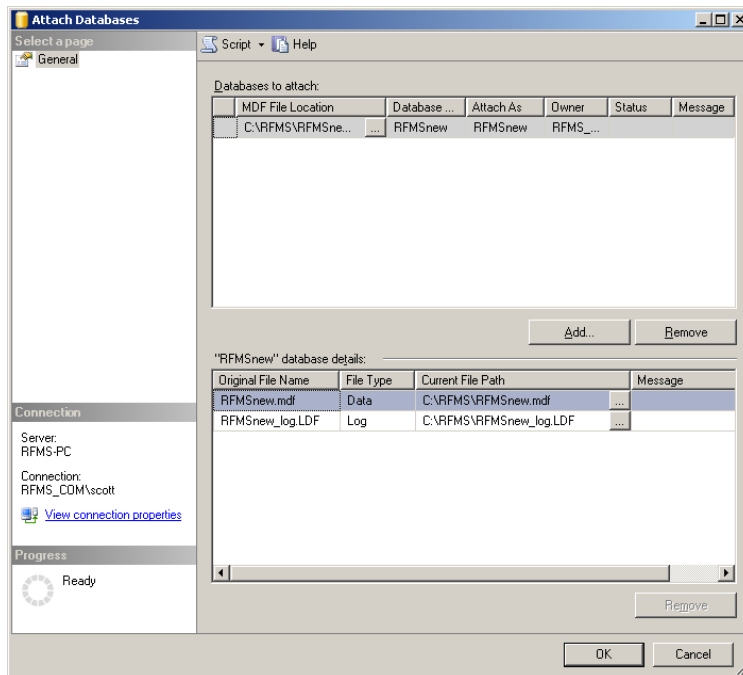 Attach Databases
Select a page
General
Script Help
Databases to attach:
MDF File Location Database ... Attach As Owner Status Message
C:\RFMS\RFMSne... ... RFMSnew RFMSnew RFMS_...
Add... Remove
"RFMSnew" database details:
Original File Name File Type Current File Path Message
RFMSnew.mdf Data C:\RFMS\RFMSnew.mdf ...
RFMSnew_log.LDF Log C:\RFMS\RFMSnew_log.LDF ...
Connection
Server:
RFMS-PC
Connection:
RFMS_COM\scott
View connection properties
Progress
Ready
Remove
OK Cancel